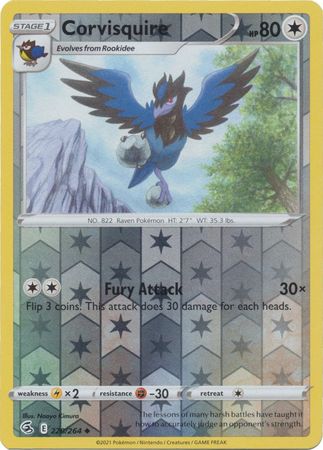 STAGE 1
Corvisquire
HP 80
Evolves from Rookidee
NO. 822 Raven Pokémon HT: 2'7" WT: 35.3 lbs.
Fury Attack 30×
Flip 3 coins. This attack does 30 damage for each heads.
weakness ×2 resistance -30 retreat
Illus. Naoyo Kimura
The lessons of many harsh battles have taught it
how to accurately judge an opponent's strength.
E
/264
©2021 Pokémon / Nintendo / Creatures / GAME FREAK